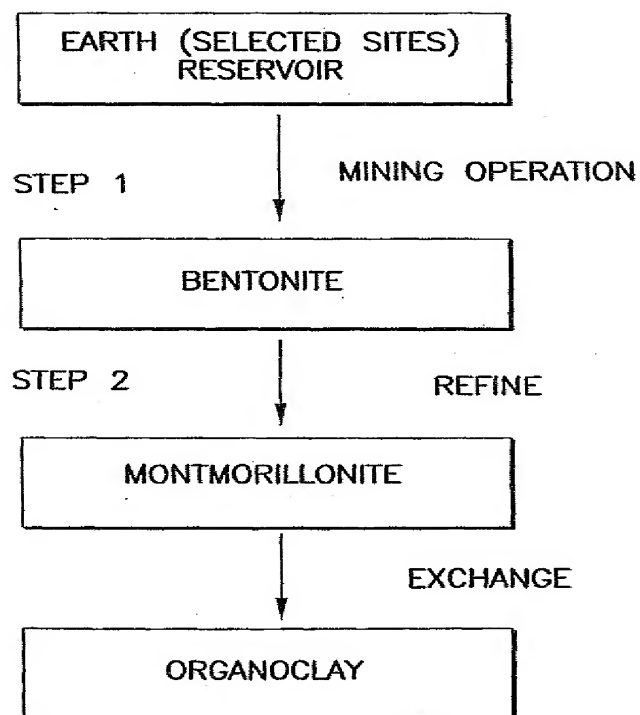 EARTH (SELECTED SITES)
RESERVOIR
STEP 1
MINING OPERATION
BENTONITE
STEP 2
REFINE
MONTMORILLONITE
EXCHANGE
ORGANOCLAY